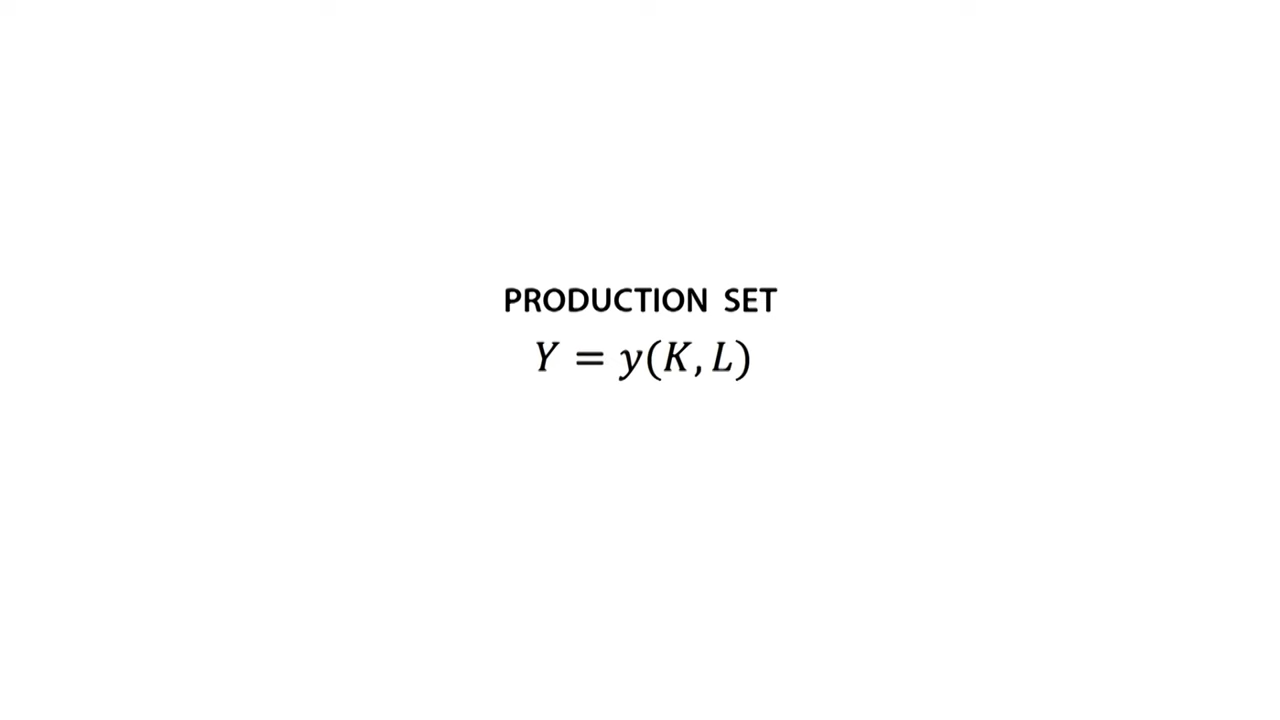 PRODUCTION SET
Y = y(K, L)